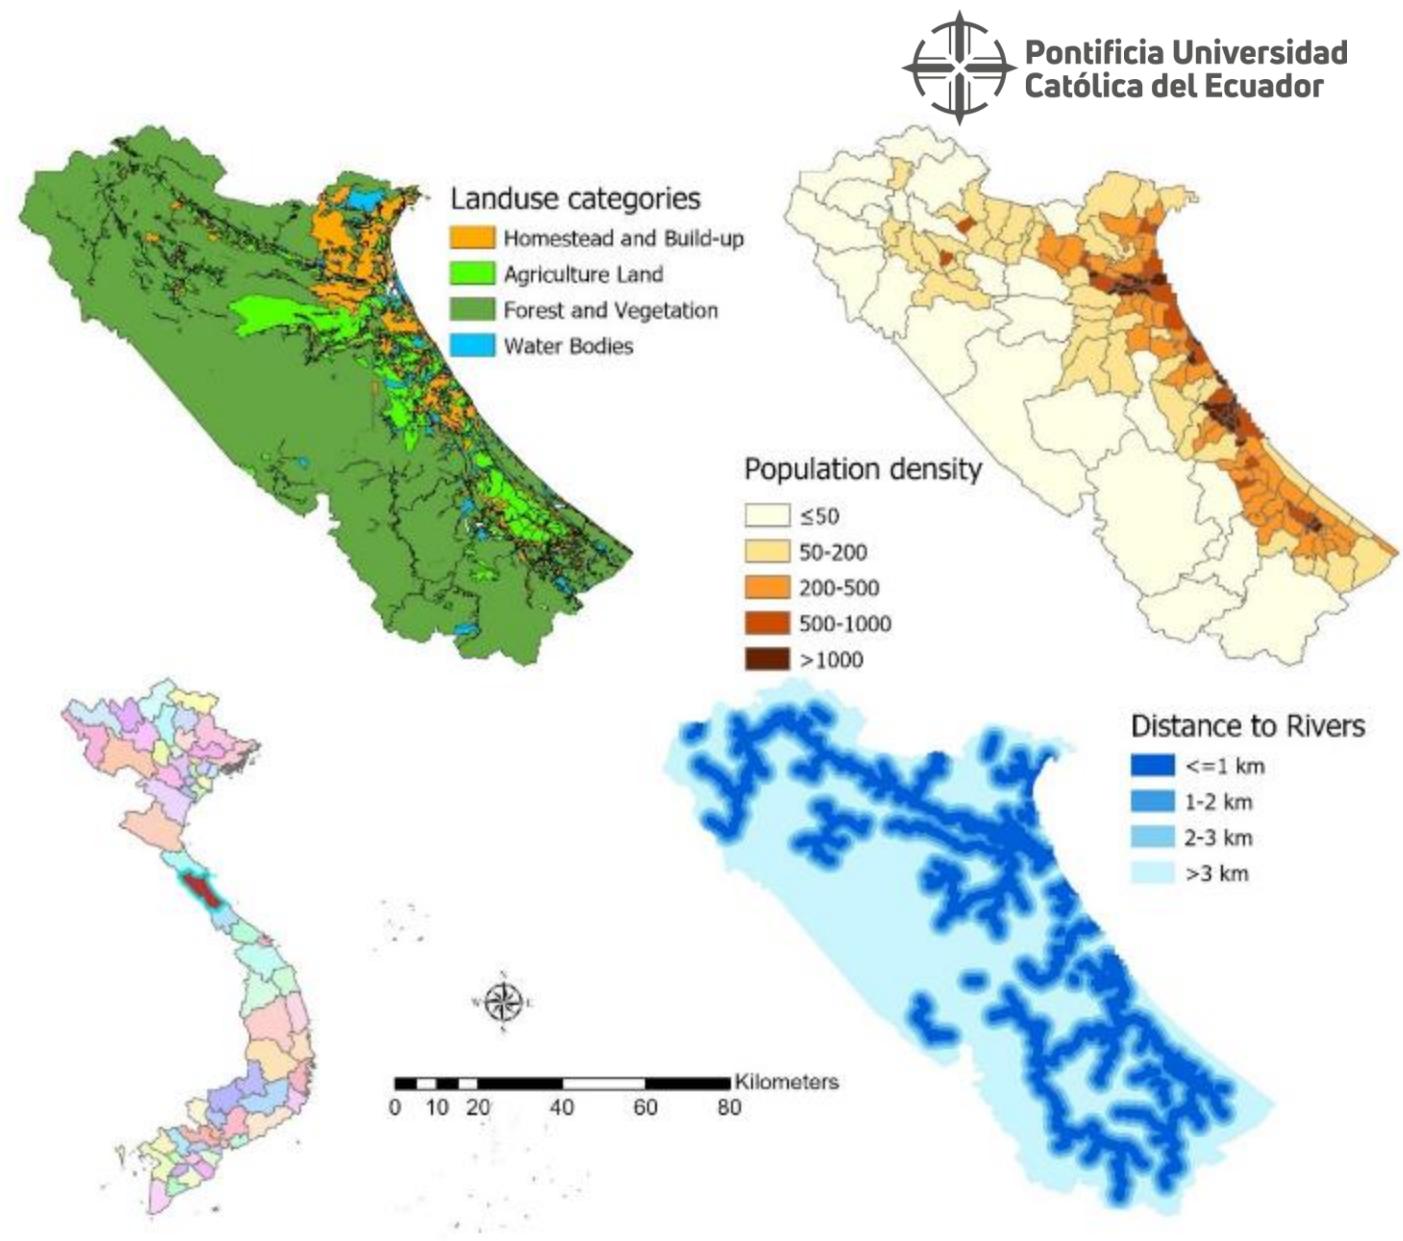 Pontificia Universidad
Católica del Ecuador
Landuse categories
Homestead and Build-up
Agriculture Land
Forest and Vegetation
Water Bodies
Population density
≤50
50-200
200-500
500-1000
>1000
Distance to Rivers
<=1 km
1-2 km
2-3 km
>3 km
N
W E
S
Kilometers
0 10 20 40 60 80